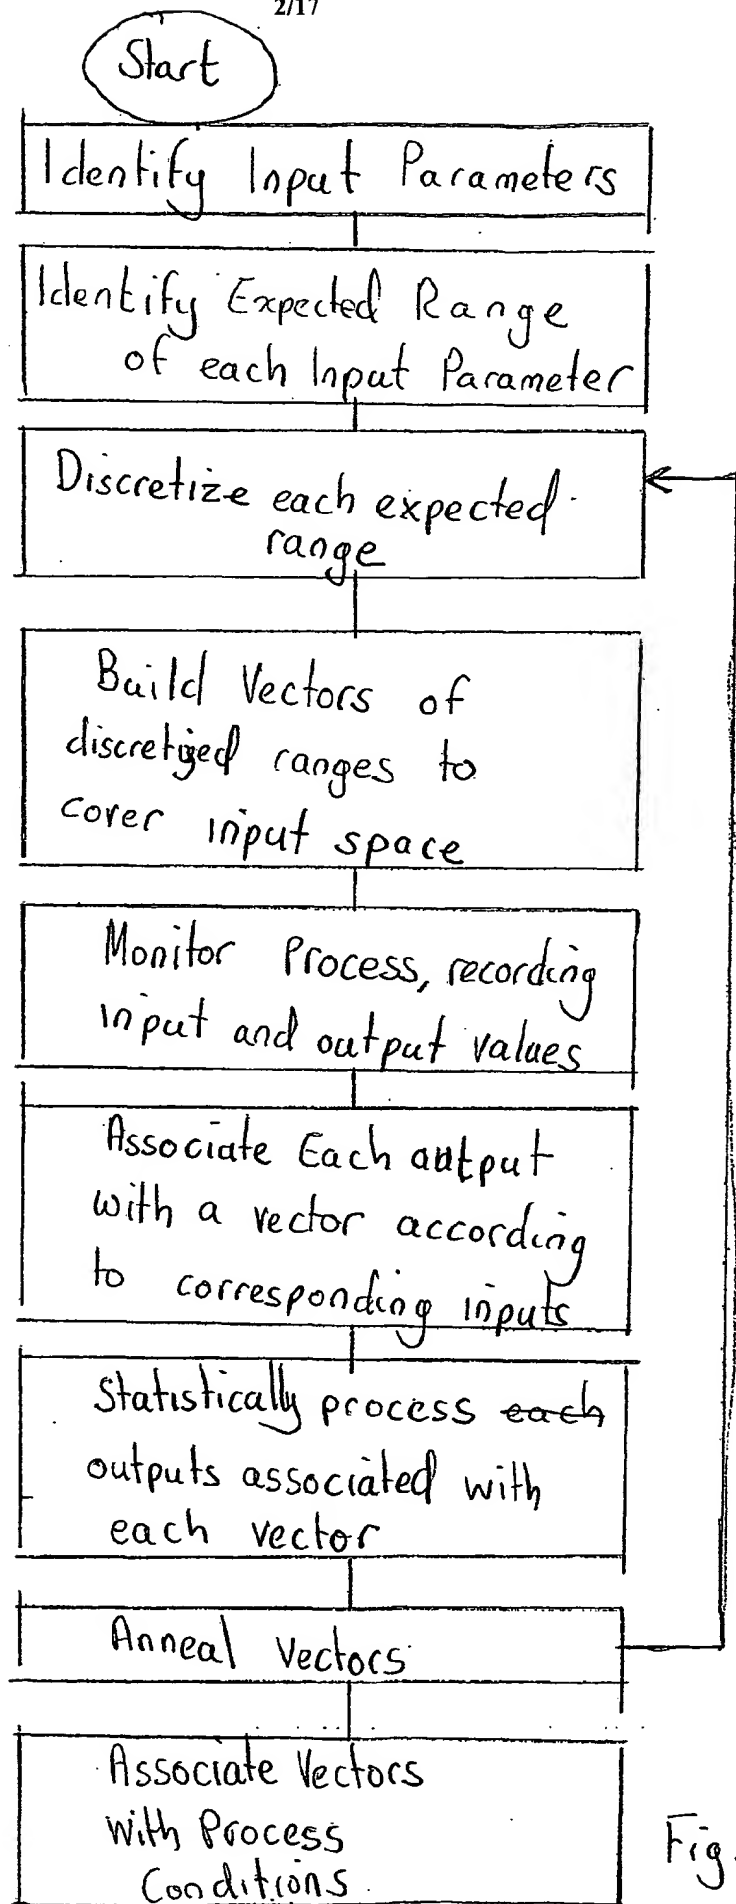 2/17
Start
Identify Input Parameters
Identify Expected Range
of each Input Parameter
Discretize each expected
range
Build Vectors of
discretized ranges to
cover input space
Monitor Process, recording
input and output values
Associate Each output
with a vector according
to corresponding inputs
Statistically process each
outputs associated with
each vector
Anneal Vectors
Associate Vectors
With Process
Conditions
Fig.